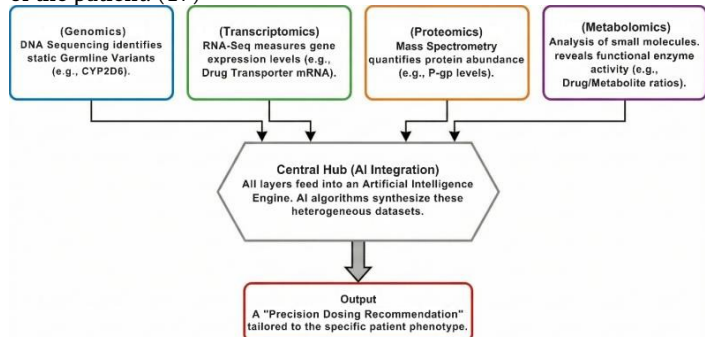 (Genomics)
DNA Sequencing identifies
static Germline Variants
(e.g., CYP2D6).
(Transcriptomics)
RNA-Seq measures gene
expression levels (e.g.,
Drug Transporter mRNA).
(Proteomics)
Mass Spectrometry
quantifies protein abundance
(e.g., P-gp levels).
(Metabolomics)
Analysis of small molecules.
reveals functional enzyme
activity (e.g.,
Drug/Metabolite ratios).
Central Hub (AI Integration)
All layers feed into an Artificial Intelligence
Engine. AI algorithms synthesize these
heterogeneous datasets.
Output
A "Precision Dosing Recommendation"
tailored to the specific patient phenotype.